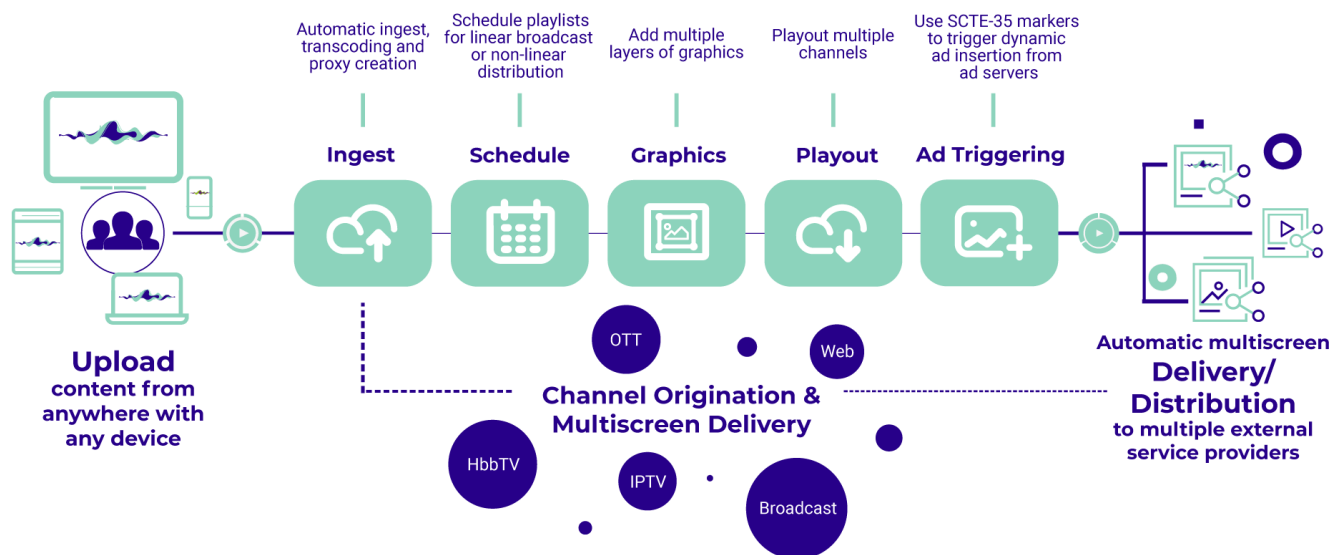 Automatic ingest,
transcoding and
proxy creation
Schedule playlists
for linear broadcast
or non-linear
distribution
Add multiple
layers of graphics
Playout multiple
channels
Use SCTE-35 markers
to trigger dynamic
ad insertion from
ad servers
Ingest
Schedule
Graphics
Playout
Ad Triggering
Upload
content from
anywhere with
any device
OTT
Web
Channel Origination &
Multiscreen Delivery
HbbTV
IPTV
Broadcast
Automatic multiscreen
Delivery/
Distribution
to multiple external
service providers